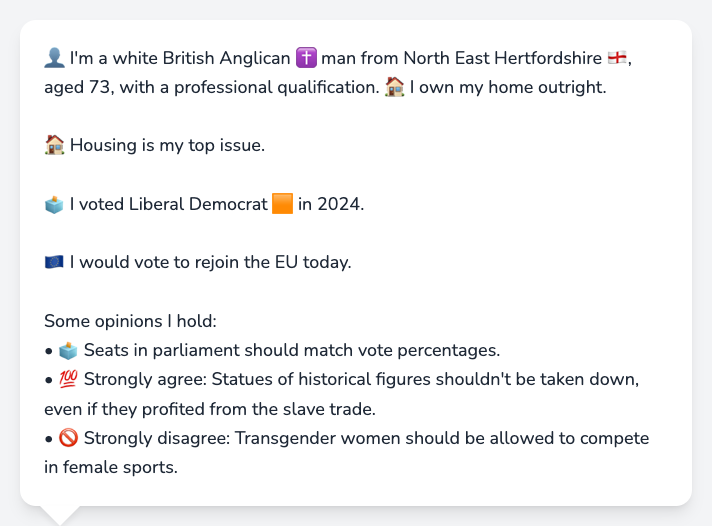 👤 I'm a white British Anglican ✝️ man from North East Hertfordshire 🏴󠁧󠁢󠁥󠁮󠁧󠁿,
aged 73, with a professional qualification. 🏠 I own my home outright.
🏠 Housing is my top issue.
🗳️ I voted Liberal Democrat 🟧 in 2024.
🇪🇺 I would vote to rejoin the EU today.
Some opinions I hold:
• 🗳️ Seats in parliament should match vote percentages.
• 💯 Strongly agree: Statues of historical figures shouldn't be taken down,
even if they profited from the slave trade.
• 🚫 Strongly disagree: Transgender women should be allowed to compete
in female sports.